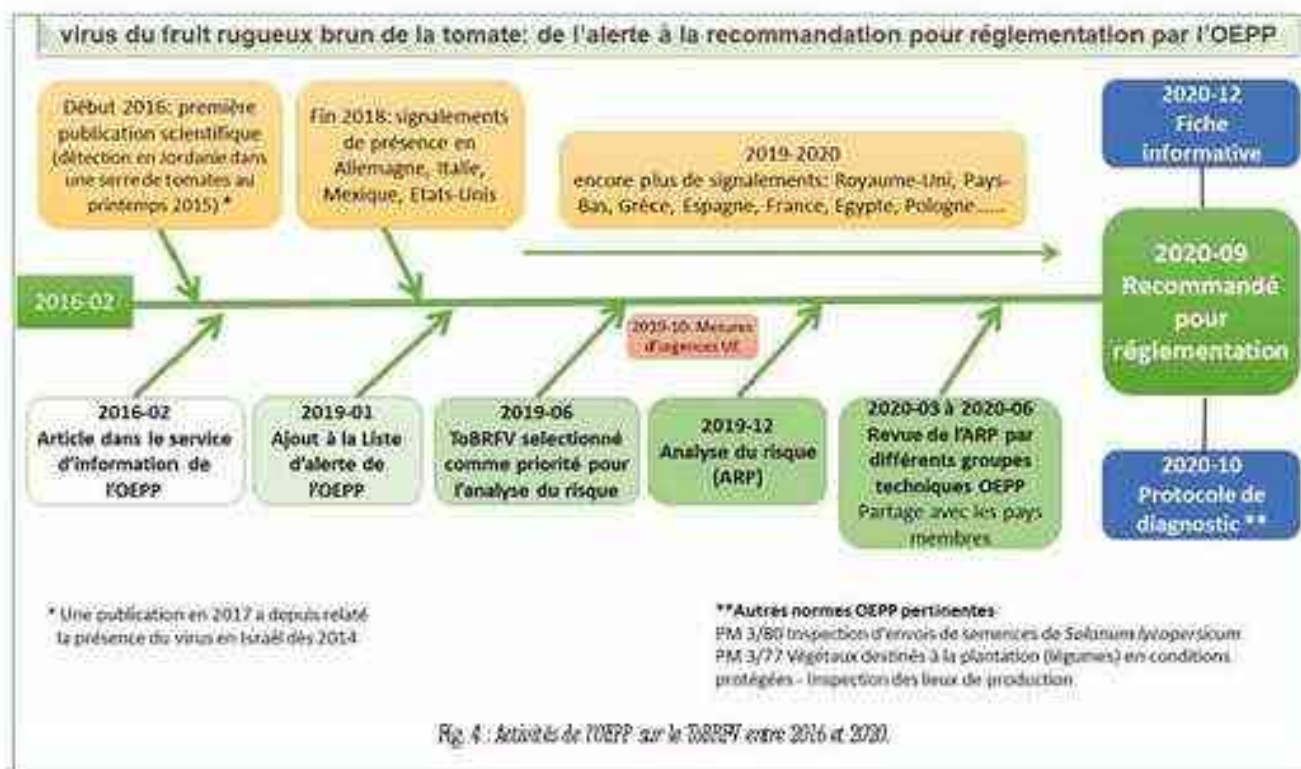 virus du fruit rugueux brun de la tomate: de l'alerte à la recommandation pour réglementation par l'OEPP
Début 2016: première
publication scientifique
(détection en Jordanie dans
une serre de tomates au
printemps 2015) *
Fin 2018: signalements
de présence en
Allemagne, Italie,
Mexique, Etats-Unis
2019-2020
encore plus de signalements: Royaume-Uni, Pays-
Bas, Grèce, Espagne, France, Egypte, Pologne......
2020-12
Fiche
informative
2016-02
2020-09
Recommandé
pour
réglementation
2019-10: Mesures
d'urgences UE
2016-02
Article dans le service
d'information de
l'OEPP
2019-01
Ajout à la Liste
d'alerte de
l'OEPP
2019-06
ToBRFV selectionné
comme priorité pour
l'analyse du risque
2019-12
Analyse du risque
(ARP)
2020-03 à 2020-06
Revue de l'ARP par
différents groupes
techniques OEPP
Partage avec les pays
membres
2020-10
Protocole de
diagnostic **
* Une publication en 2017 a depuis relaté
la présence du virus en Israël dès 2014
**Autres normes OEPP pertinentes
PM 3/80 Inspection d'envois de semences de Solanum lycopersicum
PM 3/77 Végétaux destinés à la plantation (légumes) en conditions
protégées - Inspection des lieux de production
Fig. 4 : Activités de l'OEPP sur le ToBRFV entre 2016 et 2020.